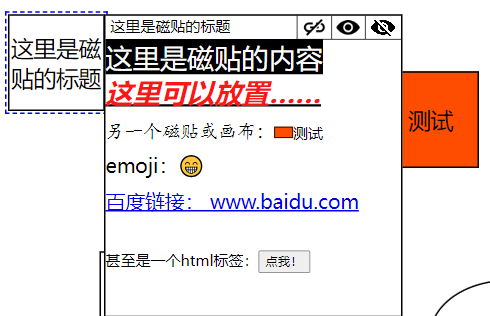 这里是磁
贴的标题
这里是磁贴的标题
这里是磁贴的内容
这里可以放置......
另一个磁贴或画布：测试
emoji：😁
百度链接： www.baidu.com
甚至是一个html标签： 点我！
测试